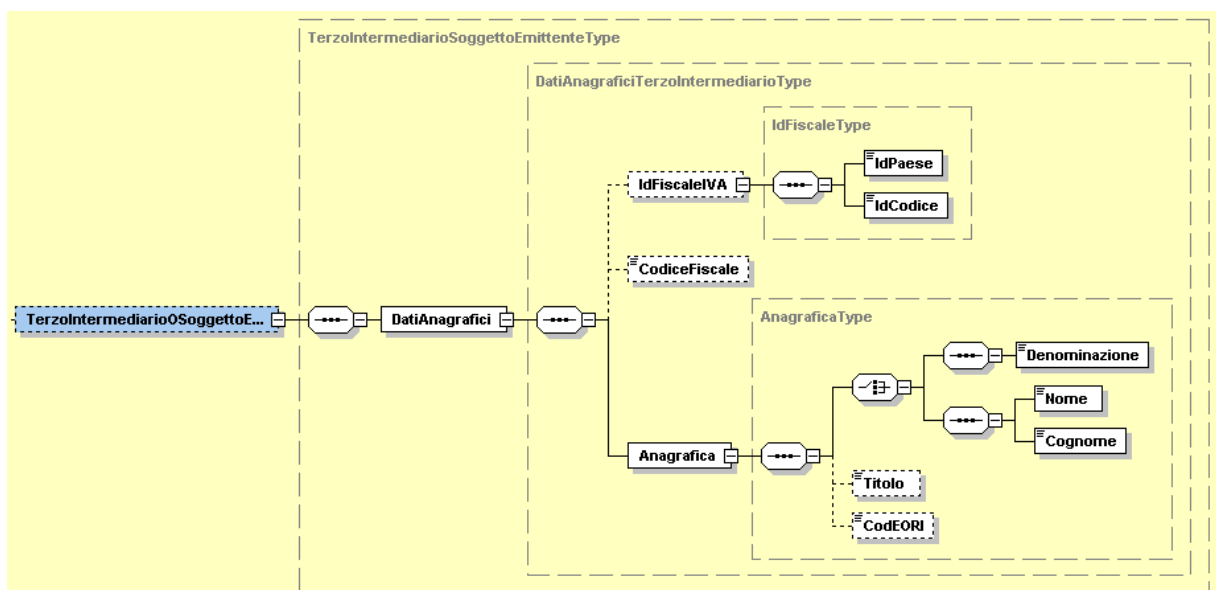 TerzoIntermediarioSoggettoEmittenteType
DatiAnagraficiTerzoIntermediarioType
IdFiscaleType
IdPaese
IdFiscaleIVA
IdCodice
CodiceFiscale
TerzoIntermediarioOSoggettoE...
DatiAnagrafici
AnagraficaType
Denominazione
Nome
Cognome
Anagrafica
Titolo
CodEORI